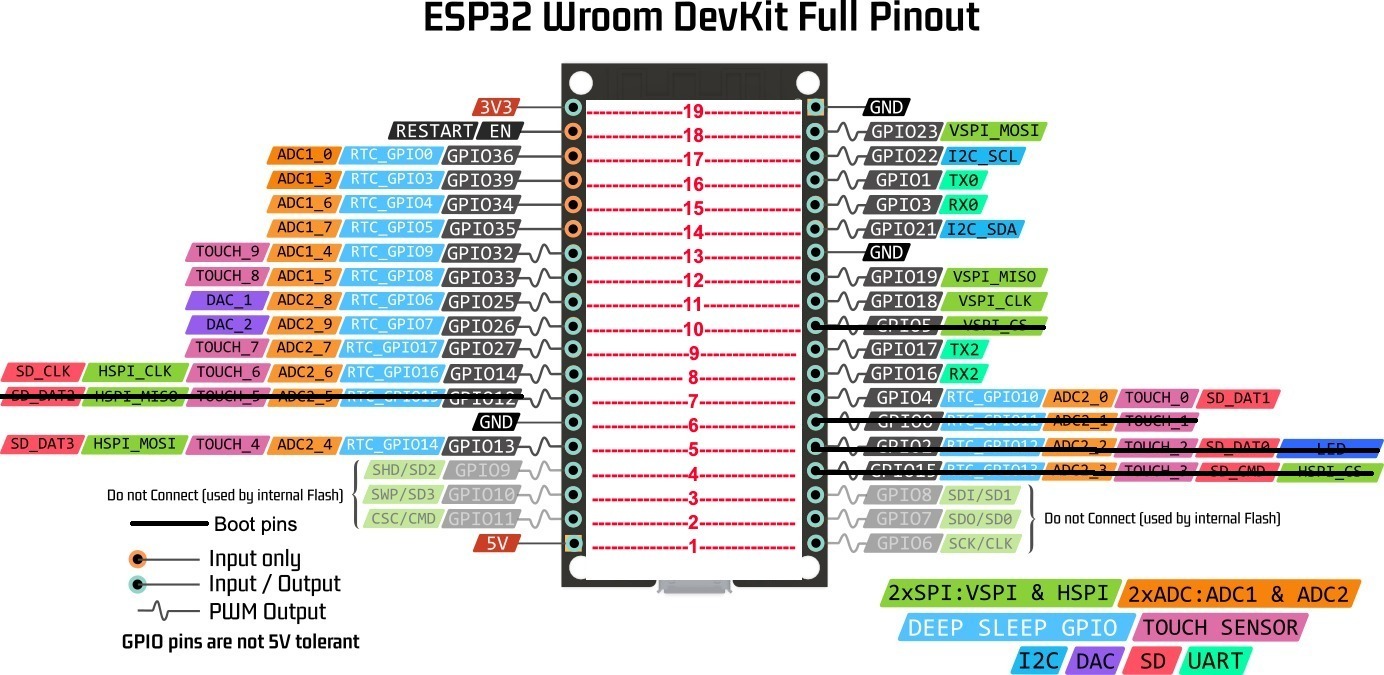 ESP32 Wroom DevKit Full Pinout
3V3 19 GND
RESTART EN 18 GPIO23 VSPI_MOSI
ADC1_0 RTC_GPIO0 GPIO36 17 GPIO22 I2C_SCL
ADC1_3 RTC_GPIO3 GPIO39 16 GPIO1 TX0
ADC1_6 RTC_GPIO4 GPIO34 15 GPIO3 RX0
ADC1_7 RTC_GPIO5 GPIO35 14 GPIO21 I2C_SDA
TOUCH_9 ADC1_4 RTC_GPIO9 GPIO32 13 GND
TOUCH_8 ADC1_5 RTC_GPIO8 GPIO33 12 GPIO19 VSPI_MISO
DAC_1 ADC2_8 RTC_GPIO6 GPIO25 11 GPIO18 VSPI_CLK
DAC_2 ADC2_9 RTC_GPIO7 GPIO26 10 GPIO5 VSPI_CS
TOUCH_7 ADC2_7 RTC_GPIO17 GPIO27 9 GPIO17 TX2
SD_CLK HSPI_CLK TOUCH_6 ADC2_6 RTC_GPIO16 GPIO14 8 GPIO16 RX2
SD_DAT2 HSPI_MISO TOUCH_5 ADC2_5 RTC_GPIO15 GPIO12 7 GPIO4 RTC_GPIO10 ADC2_0 TOUCH_0 SD_DAT1
GND 6 GPIO0 RTC_GPIO11 ADC2_1 TOUCH_1
SD_DAT3 HSPI_MOSI TOUCH_4 ADC2_4 RTC_GPIO14 GPIO13 5 GPIO2 RTC_GPIO12 ADC2_2 TOUCH_2 SD_DAT0 LED
SHD/SD2 GPIO9 4 GPIO15 RTC_GPIO13 ADC2_3 TOUCH_3 SD_CMD HSPI_CS
Do not Connect (used by internal Flash) SWP/SD3 GPIO10 3 GPIO8 SDI/SD1
CSC/CMD GPIO11 2 GPIO7 SDO/SD0 Do not Connect (used by internal Flash)
5V 1 GPIO6 SCK/CLK
Boot pins
Input only
Input / Output
PWM Output
GPIO pins are not 5V tolerant
2xSPI:VSPI & HSPI 2xADC:ADC1 & ADC2
DEEP SLEEP GPIO TOUCH SENSOR
I2C DAC SD UART